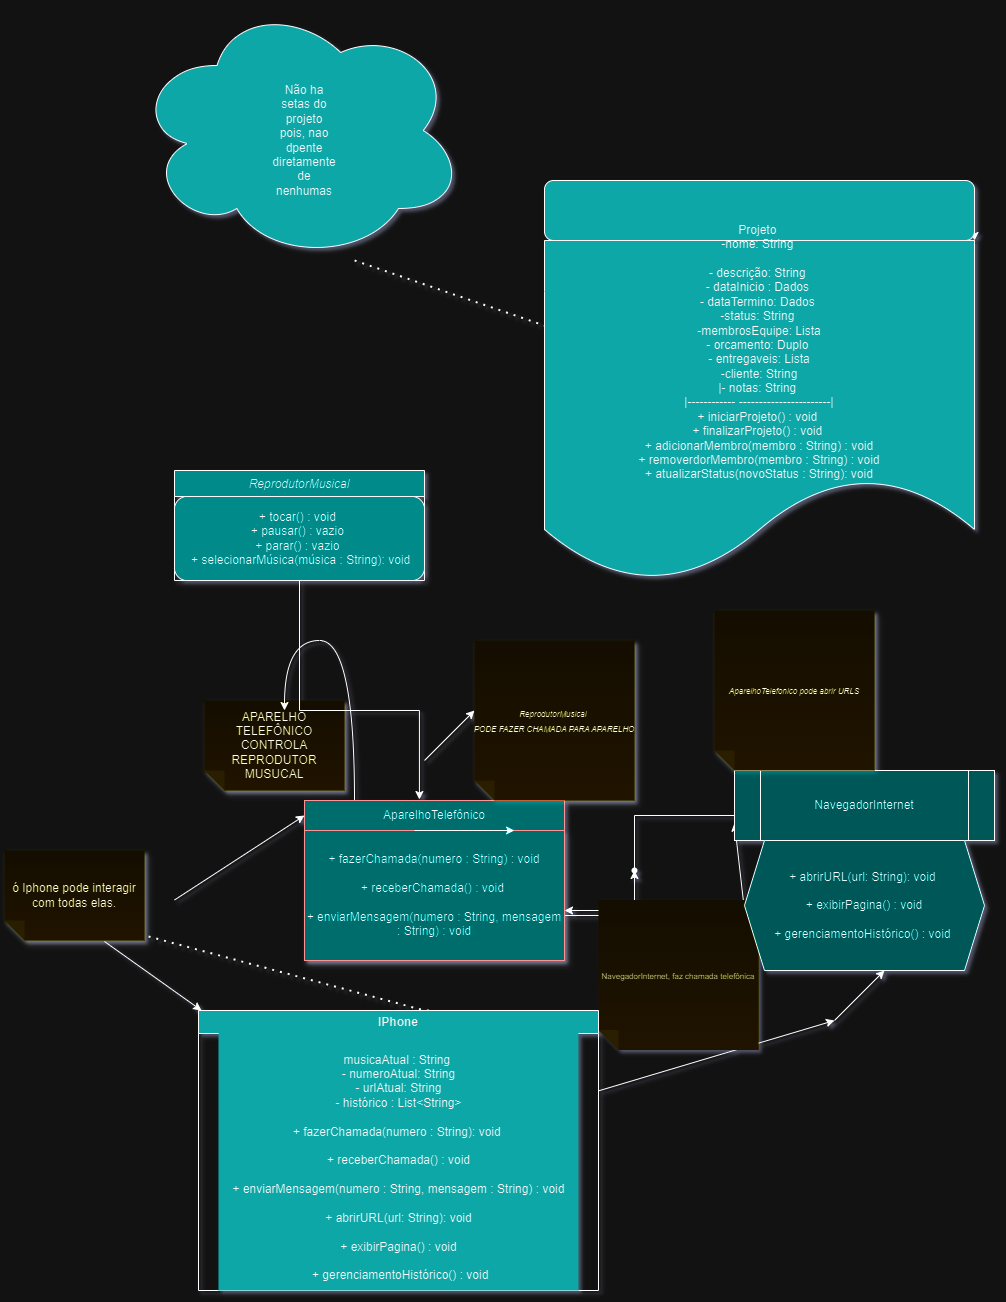 Não ha
setas do
projeto
pois, nao
dpente
diretamente
de
nenhumas
Projeto
-nome: String
- descrição: String
- dataInicio : Dados
- dataTermino: Dados
-status: String
-membrosEquipe: Lista
- orcamento: Duplo
- entregaveis: Lista
-cliente: String
|- notas: String
|------------ -----------------------|
+ iniciarProjeto() : void
+ finalizarProjeto() : void
+ adicionarMembro(membro : String) : void
+ removerdorMembro(membro : String) : void
+ atualizarStatus(novoStatus : String): void
ReprodutorMusical
+ tocar() : void
+ pausar() : vazio
+ parar() : vazio
+ selecionarMúsica(música : String): void
APARELHO
TELEFÔNICO
CONTROLA
REPRODUTOR
MUSUCAL
ReprodutorMusical
PODE FAZER CHAMADA PARA APARELHO
AparelhoTelefonico pode abrir URLS
AparelhoTelefônico
+ fazerChamada(numero : String) : void
+ receberChamada() : void
+ enviarMensagem(numero : String, mensagem
: String) : void
NavegadorInternet
+ abrirURL(url: String): void
+ exibirPagina() : void
+ gerenciamentoHistórico() : void
ó Iphone pode interagir
com todas elas.
NavegadorInternet, faz chamada telefônica
IPhone
musicaAtual : String
- numeroAtual: String
- urlAtual: String
- histórico : List<String>
+ fazerChamada(numero : String): void
+ receberChamada() : void
+ enviarMensagem(numero : String, mensagem : String) : void
+ abrirURL(url: String): void
+ exibirPagina() : void
+ gerenciamentoHistórico() : void